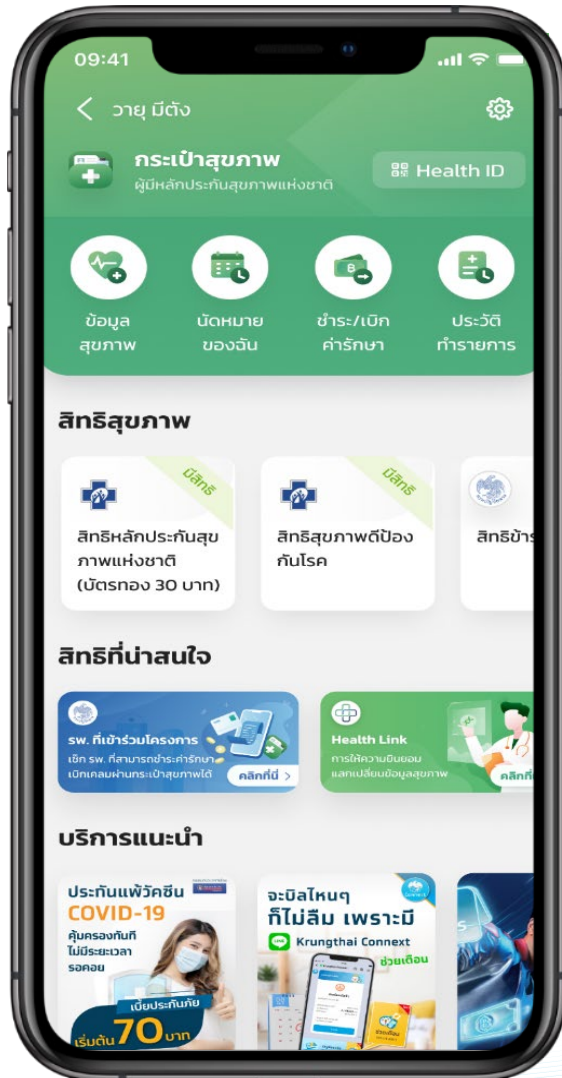 09:41
วายุ มีตัง
กระเป๋าสุขภาพ
ผู้มีหลักประกันสุขภาพแห่งชาติ
Health ID
ข้อมูล
สุขภาพ
นัดหมาย
ของฉัน
ชำระ/เบิก
ค่ารักษา
ประวัติ
ทำรายการ
สิทธิสุขภาพ
มีสิทธิ
สิทธิหลักประกันสุข
ภาพแห่งชาติ
(บัตรทอง 30 บาท)
มีสิทธิ
สิทธิสุขภาพดีป้อง
กันโรค
สิทธิข้าร
สิทธิที่น่าสนใจ
รพ. ที่เข้าร่วมโครงการ
เช็ก รพ. ที่สามารถชำระค่ารักษา
เบิกเคลมผ่านกระเป๋าสุขภาพได้
คลิกที่นี่ >
Health Link
การให้ความยินยอม
แลกเปลี่ยนข้อมูลสุขภาพ
คลิกที่
บริการแนะนำ
ประกันแพ้วัคซีน
COVID-19
คุ้มครองทันที
ไม่มีระยะเวลา
รอคอย
เบี้ยประกันภัย
เริ่มต้น 70 บาท
จะบิลไหนๆ
ก็ไม่ลืม เพราะมี
LINE
Krungthai Connext
ช่วยเตือน